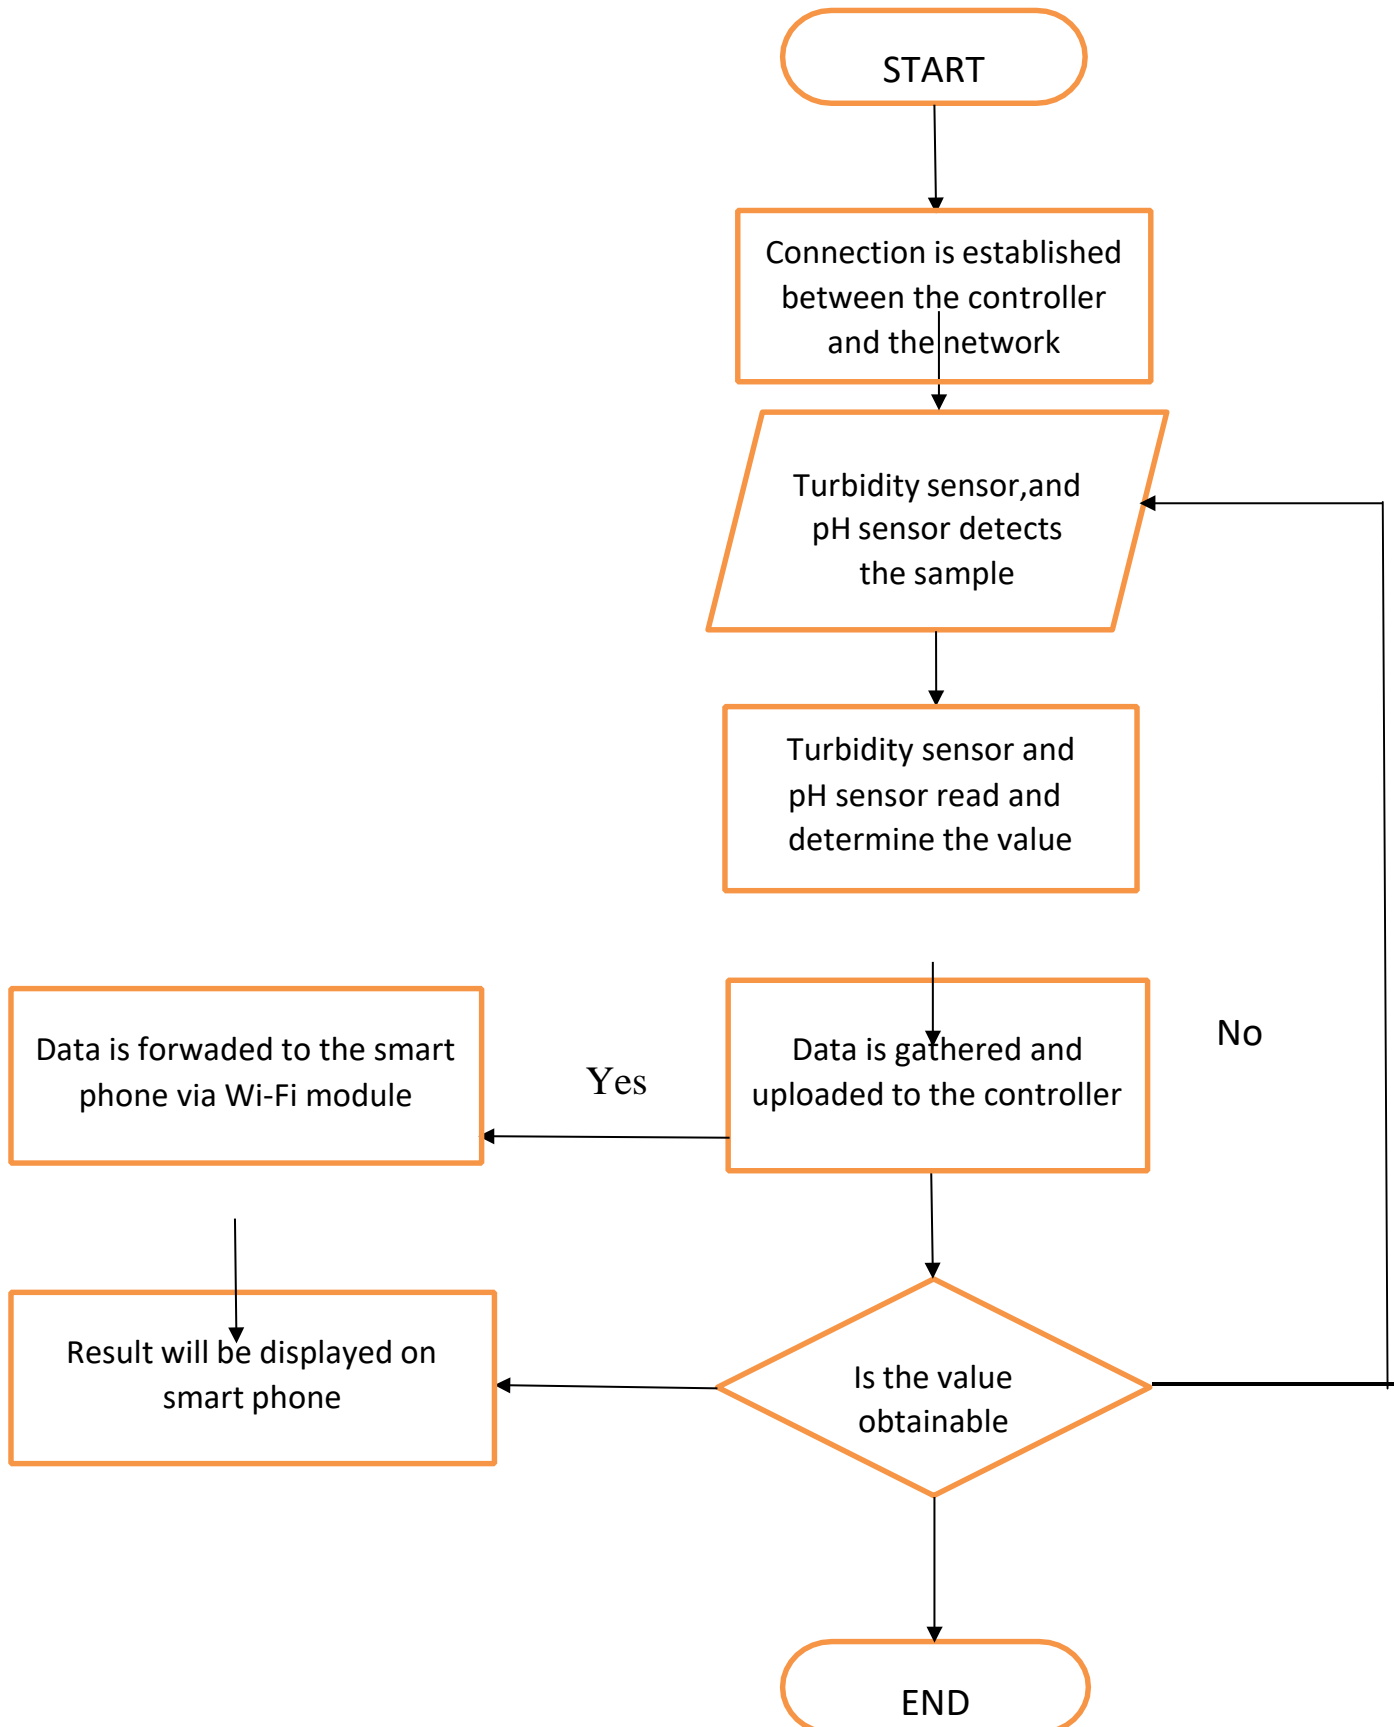 START
Connection is established
between the controller
and the network
Turbidity sensor,and
pH sensor detects
the sample
Turbidity sensor and
pH sensor read and
determine the value
Data is gathered and
uploaded to the controller
No
Yes
Data is forwaded to the smart
phone via Wi-Fi module
Result will be displayed on
smart phone
Is the value
obtainable
END